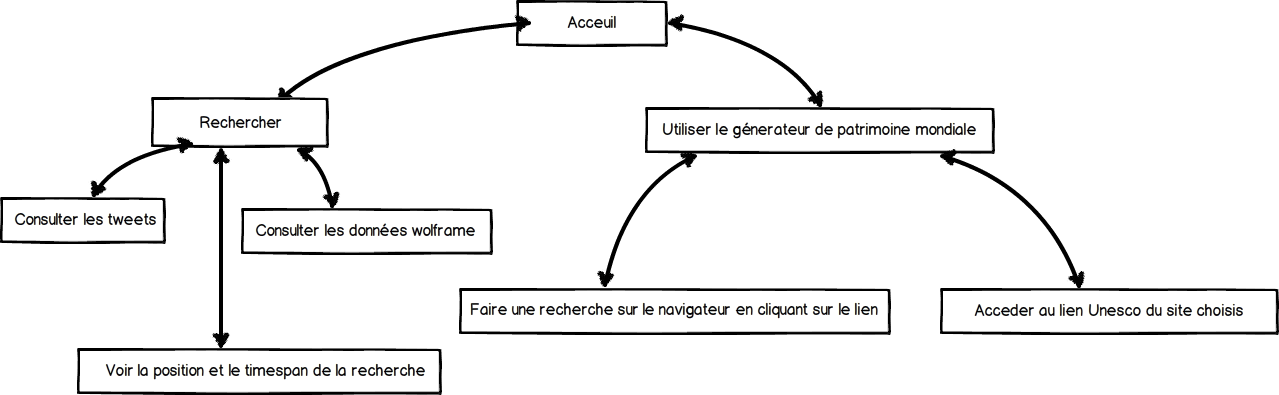 Acceuil
Rechercher
Utiliser le génerateur de patrimoine mondiale
Consulter les tweets
Consulter les données wolframe
Faire une recherche sur le navigateur en cliquant sur le lien
Acceder au lien Unesco du site choisis
Voir la position et le timespan de la recherche